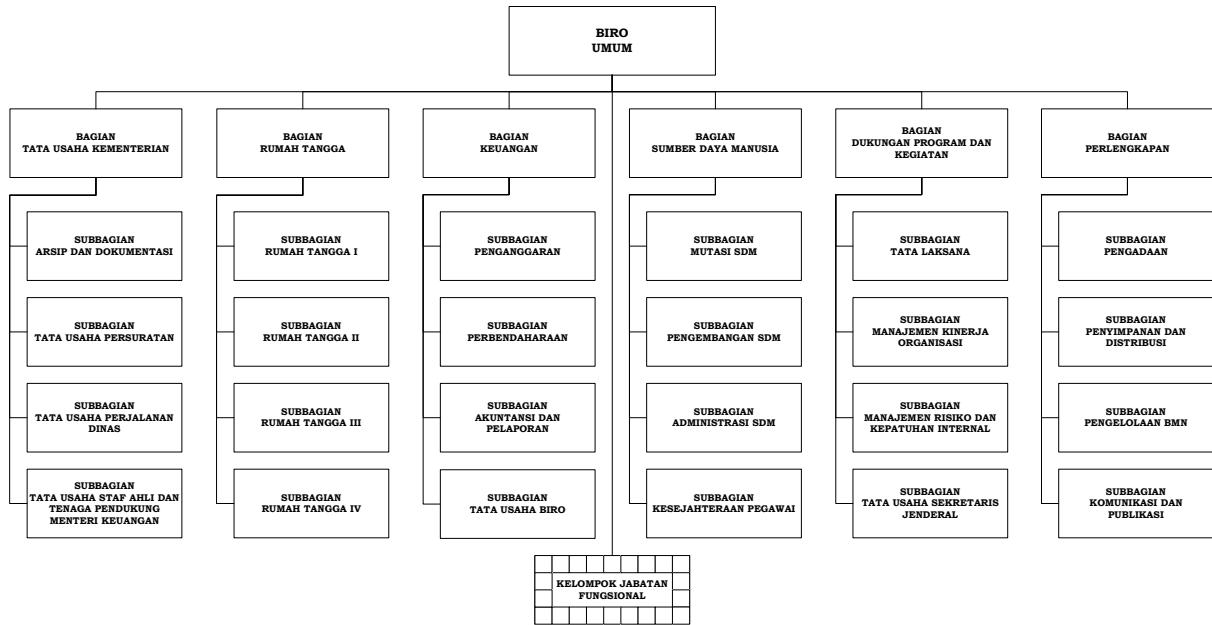 BIRO
UMUM
BAGIAN
TATA USAHA KEMENTERIAN
BAGIAN
RUMAH TANGGA
BAGIAN
KEUANGAN
BAGIAN
SUMBER DAYA MANUSIA
BAGIAN
DUKUNGAN PROGRAM DAN
KEGIATAN
BAGIAN
PERLENGKAPAN
SUBBAGIAN
ARSIP DAN DOKUMENTASI
SUBBAGIAN
RUMAH TANGGA I
SUBBAGIAN
PENGANGGARAN
SUBBAGIAN
MUTASI SDM
SUBBAGIAN
TATA LAKSANA
SUBBAGIAN
PENGADAAN
SUBBAGIAN
TATA USAHA PERSURATAN
SUBBAGIAN
RUMAH TANGGA II
SUBBAGIAN
PERBENDAHARAAN
SUBBAGIAN
PENGEMBANGAN SDM
SUBBAGIAN
MANAJEMEN KINERJA
ORGANISASI
SUBBAGIAN
PENYIMPANAN DAN
DISTRIBUSI
SUBBAGIAN
TATA USAHA PERJALANAN
DINAS
SUBBAGIAN
RUMAH TANGGA III
SUBBAGIAN
AKUNTANSI DAN
PELAPORAN
SUBBAGIAN
ADMINISTRASI SDM
SUBBAGIAN
MANAJEMEN RISIKO DAN
KEPATUHAN INTERNAL
SUBBAGIAN
PENGELOLAAN BMN
SUBBAGIAN
TATA USAHA STAF AHLI DAN
TENAGA PENDUKUNG
MENTERI KEUANGAN
SUBBAGIAN
RUMAH TANGGA IV
SUBBAGIAN
TATA USAHA BIRO
SUBBAGIAN
KESEJAHTERAAN PEGAWAI
SUBBAGIAN
TATA USAHA SEKRETARIS
JENDERAL
SUBBAGIAN
KOMUNIKASI DAN
PUBLIKASI
KELOMPOK JABATAN
FUNGSIONAL